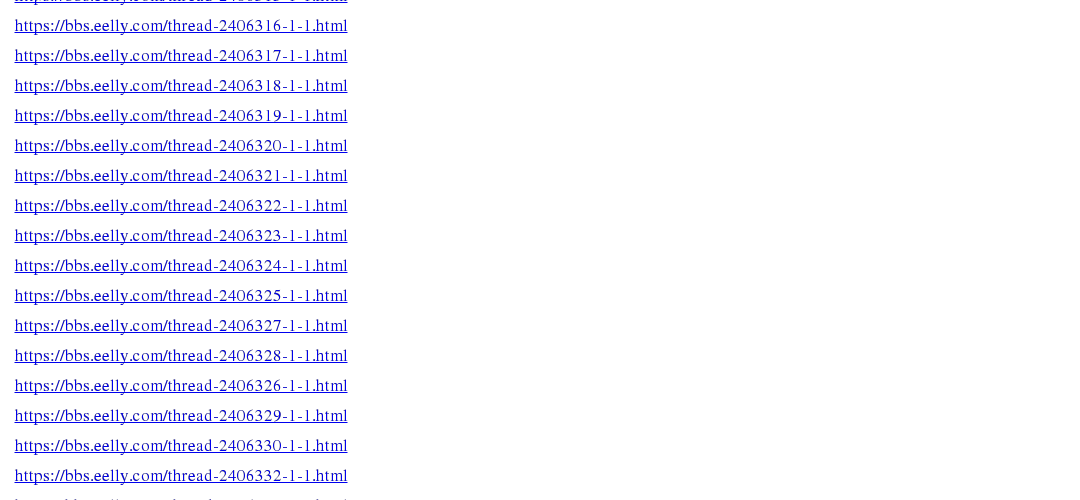 https://bbs.eelly.com/thread-2406316-1-1.html
https://bbs.eelly.com/thread-2406317-1-1.html
https://bbs.eelly.com/thread-2406318-1-1.html
https://bbs.eelly.com/thread-2406319-1-1.html
https://bbs.eelly.com/thread-2406320-1-1.html
https://bbs.eelly.com/thread-2406321-1-1.html
https://bbs.eelly.com/thread-2406322-1-1.html
https://bbs.eelly.com/thread-2406323-1-1.html
https://bbs.eelly.com/thread-2406324-1-1.html
https://bbs.eelly.com/thread-2406325-1-1.html
https://bbs.eelly.com/thread-2406327-1-1.html
https://bbs.eelly.com/thread-2406328-1-1.html
https://bbs.eelly.com/thread-2406326-1-1.html
https://bbs.eelly.com/thread-2406329-1-1.html
https://bbs.eelly.com/thread-2406330-1-1.html
https://bbs.eelly.com/thread-2406332-1-1.html